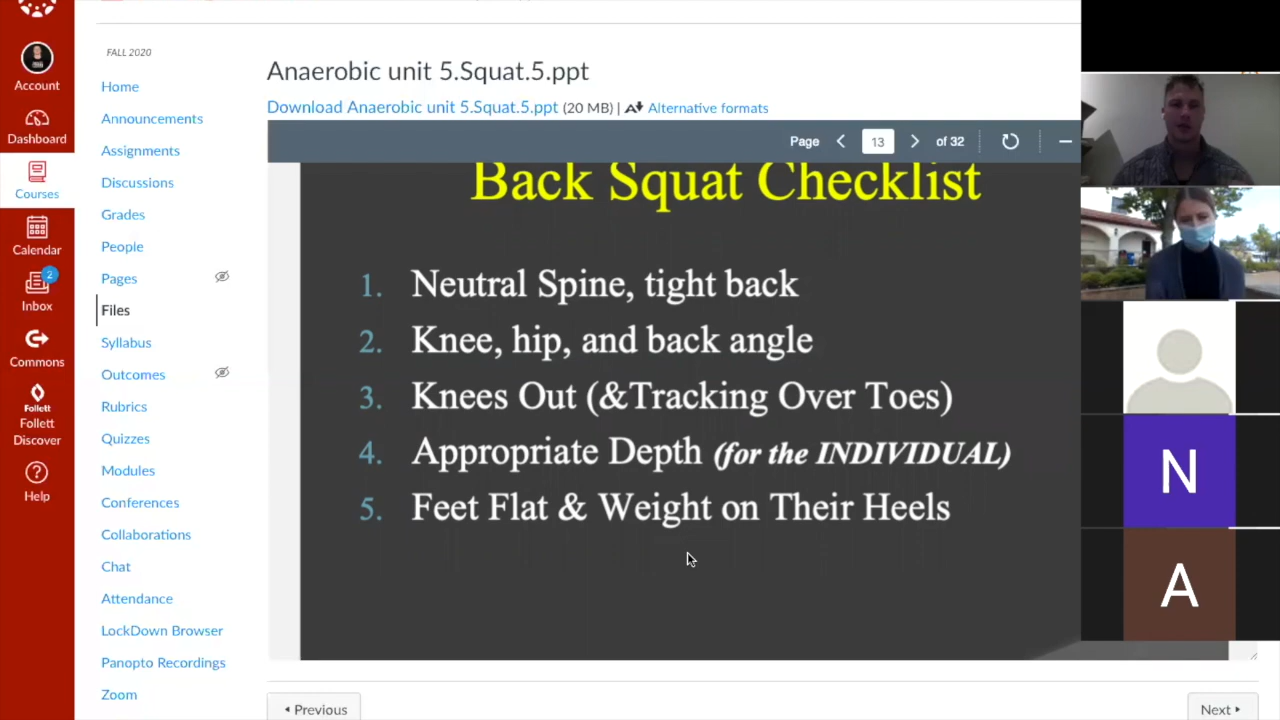 Account
Dashboard
Courses
Calendar
2
Inbox
Commons
Follett
Follett
Discover
Help
FALL 2020
Home
Announcements
Assignments
Discussions
Grades
People
Pages
Files
Syllabus
Outcomes
Rubrics
Quizzes
Modules
Conferences
Collaborations
Chat
Attendance
LockDown Browser
Panopto Recordings
Zoom
Anaerobic unit 5.Squat.5.ppt
Download Anaerobic unit 5.Squat.5.ppt (20 MB) | Alternative formats
Page 13 of 32
Back Squat Checklist
1. Neutral Spine, tight back
2. Knee, hip, and back angle
3. Knees Out (&Tracking Over Toes)
4. Appropriate Depth (for the INDIVIDUAL)
5. Feet Flat & Weight on Their Heels
Previous
Next
N
A